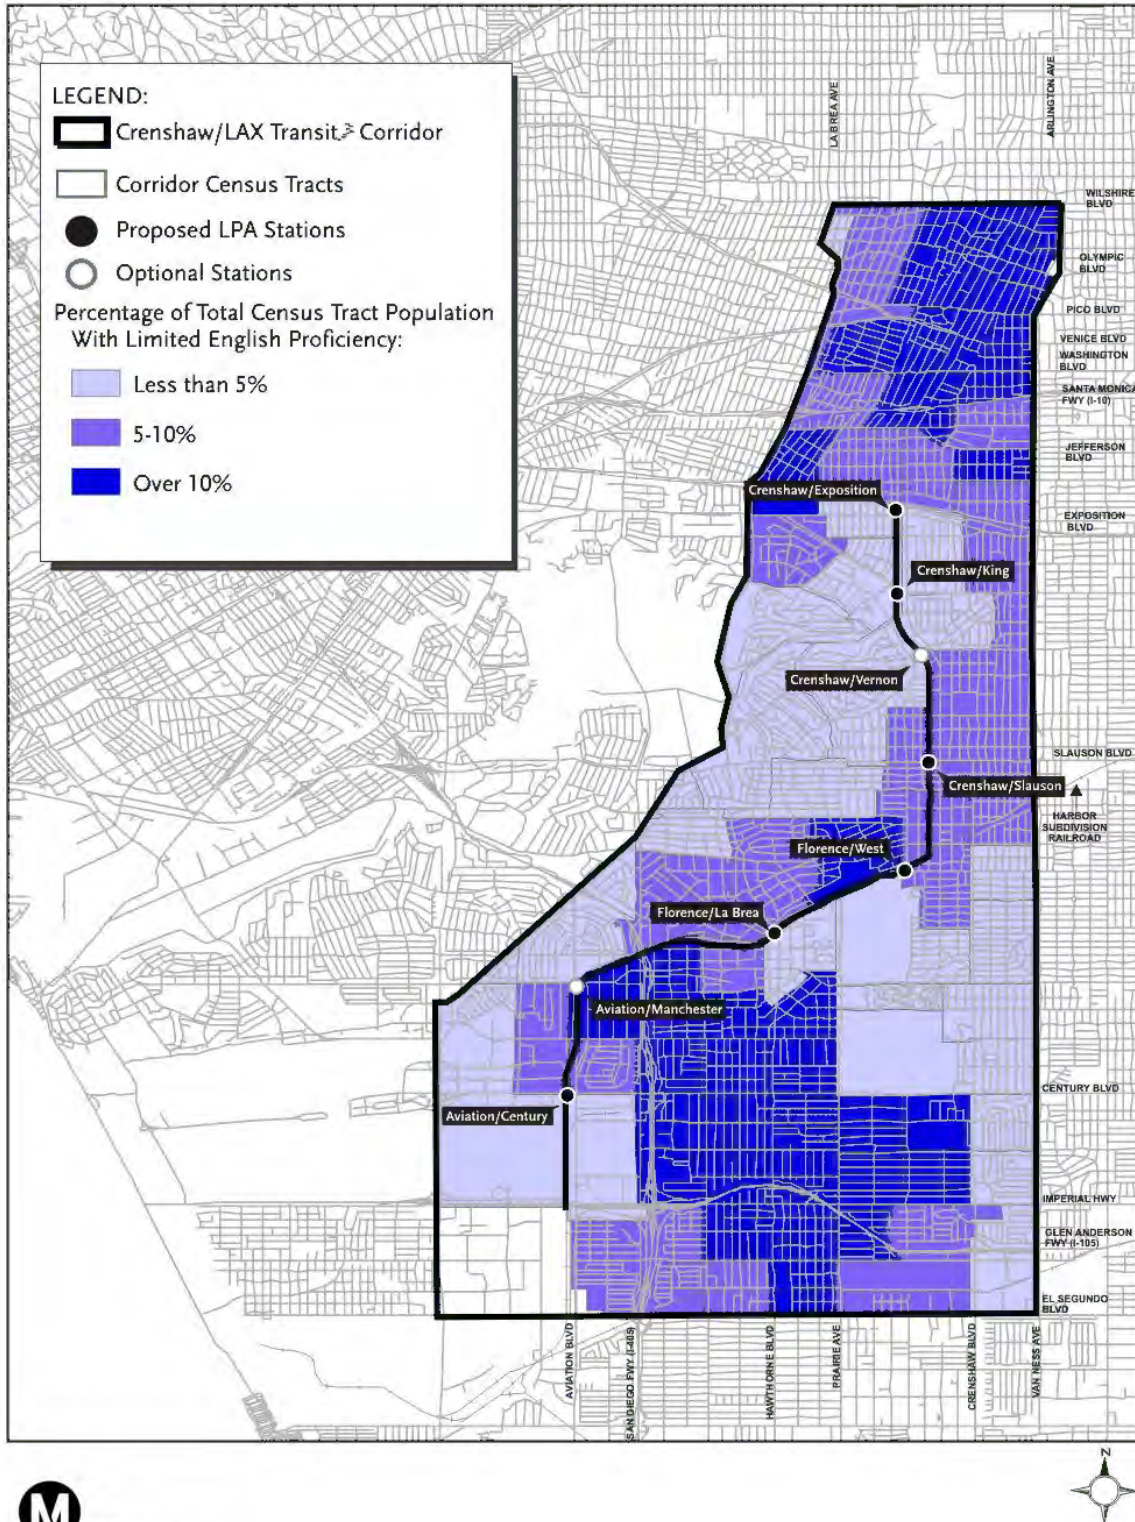 LEGEND:
Crenshaw/LAX Transit Corridor
Corridor Census Tracts
Proposed LPA Stations
Optional Stations
Percentage of Total Census Tract Population
With Limited English Proficiency:
Less than 5%
5-10%
Over 10%
LA BREA AVE
ARLINGTON AVE
WILSHIRE
BLVD
OLYMPIC
BLVD
PICO BLVD
VENICE BLVD
WASHINGTON
BLVD
SANTA MONICA
FWY (I-10)
JEFFERSON
BLVD
Crenshaw/Exposition
EXPOSITION
BLVD
Crenshaw/King
Crenshaw/Vernon
SLAUSON BLVD
Crenshaw/Slauson
HARBOR
SUBDIVISION
RAILROAD
Florence/West
Florence/La Brea
Aviation/Manchester
CENTURY BLVD
Aviation/Century
IMPERIAL HWY
GLEN ANDERSON
FWY (I-105)
EL SEGUNDO
BLVD
AVIATION BLVD
SAN DIEGO FWY (I-405)
HAWTHORNE BLVD
PRAIRIE AVE
CRENSHAW BLVD
VAN NESS AVE
N
M